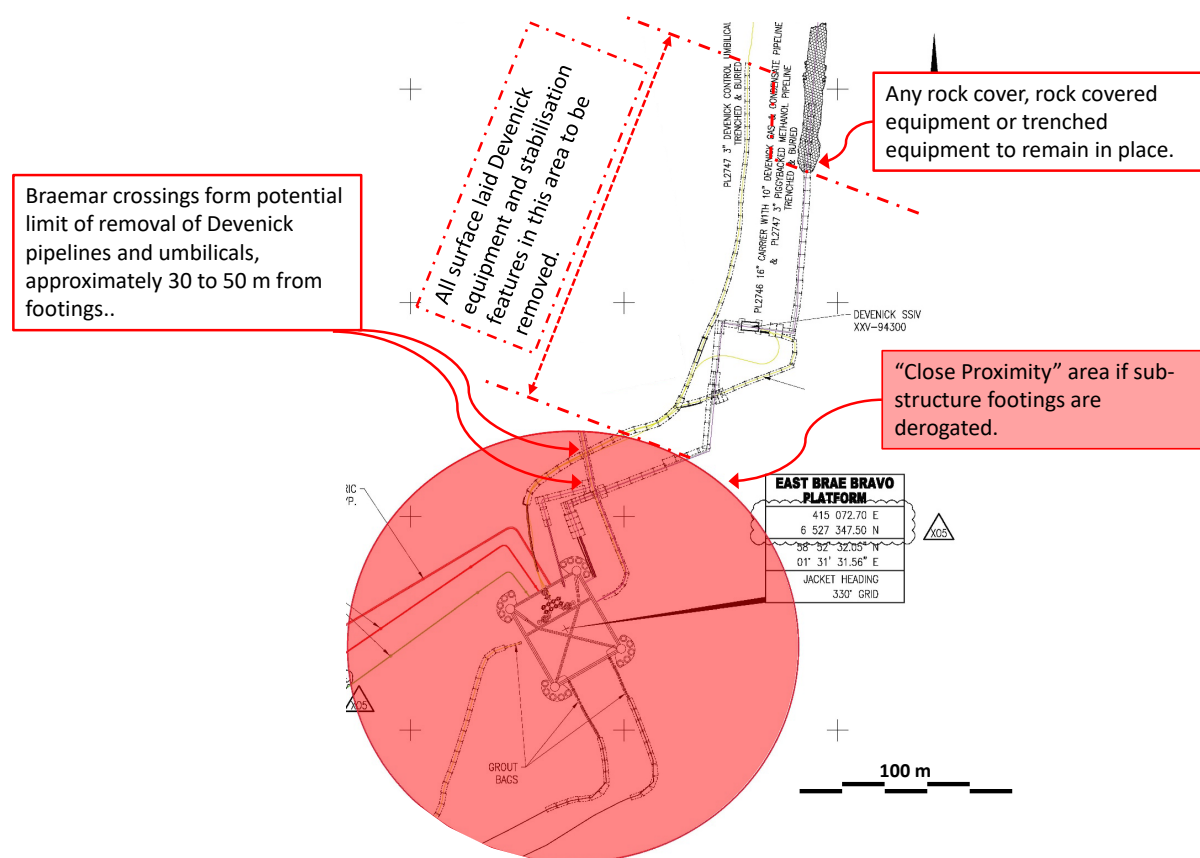 All surface laid Devenick
equipment and stabilisation
features in this area to be
removed.
PL2747 3" DEVENICK CONTROL UMBILICAL
TRENCHED & BURIED
PL2746 16" CARRIER WITH 10" DEVENICK GAS & CONDENSATE PIPELINE
& PL2747 3" PIGGYBACKED METHANOL PIPELINE
TRENCHED & BURIED
Any rock cover, rock covered
equipment or trenched
equipment to remain in place.
Braemar crossings form potential
limit of removal of Devenick
pipelines and umbilicals,
approximately 30 to 50 m from
footings..
DEVENICK SSIV
XXV-94300
"Close Proximity" area if sub-
structure footings are
derogated.
EAST BRAE BRAVO
PLATFORM
415 072.70 E
6 527 347.50 N
58° 52' 32.05" N
01° 31' 31.56" E
JACKET HEADING
330° GRID
X05
RIC
YP.
X05
GROUT
BAGS
100 m